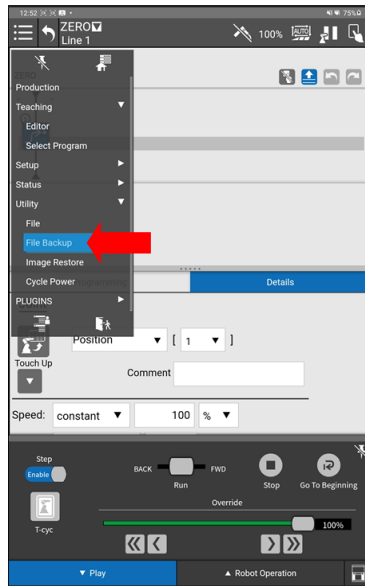 12:52
75%
ZERO
Line 1
100%
AUTO
ZERO
Production
Teaching
Editor
Select Program
Setup
Status
Utility
File
File Backup
Image Restore
Cycle Power
PLUGINS
Details
Position [ 1 ]
Touch Up
Comment
Speed: constant 100 %
Step
Enable
BACK
FWD
Run
Stop
Go To Beginning
T-cyc
Override
100%
Play
Robot Operation